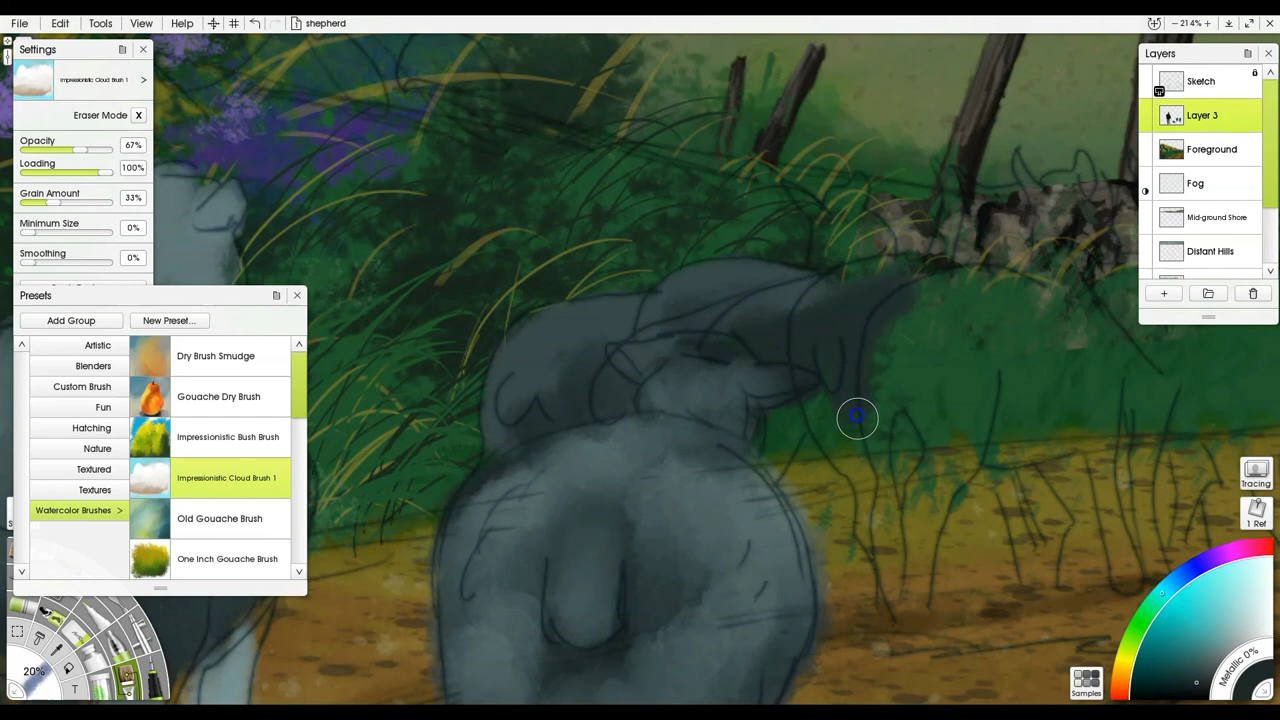 File Edit Tools View Help shepherd − 214% +
Settings
Impressionistic Cloud Brush 1 >
Eraser Mode X
Opacity 67%
Loading 100%
Grain Amount 33%
Minimum Size 0%
Smoothing 0%
Presets
Add Group New Preset...
Artistic
Blenders
Custom Brush
Fun
Hatching
Nature
Textured
Textures
Watercolor Brushes >
Dry Brush Smudge
Gouache Dry Brush
Impressionistic Bush Brush
Impressionistic Cloud Brush 1
Old Gouache Brush
One Inch Gouache Brush
20%
T
Layers
Sketch
Layer 3
Foreground
Fog
Mid-ground Shore
Distant Hills
Tracing
1 Ref
Metallic 0%
Samples